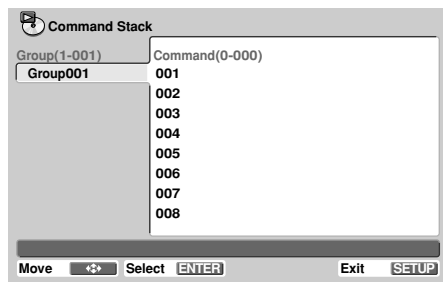 Command Stack
Group(1-001)
Group001
Command(0-000)
001
002
003
004
005
006
007
008
Move Select ENTER Exit SETUP